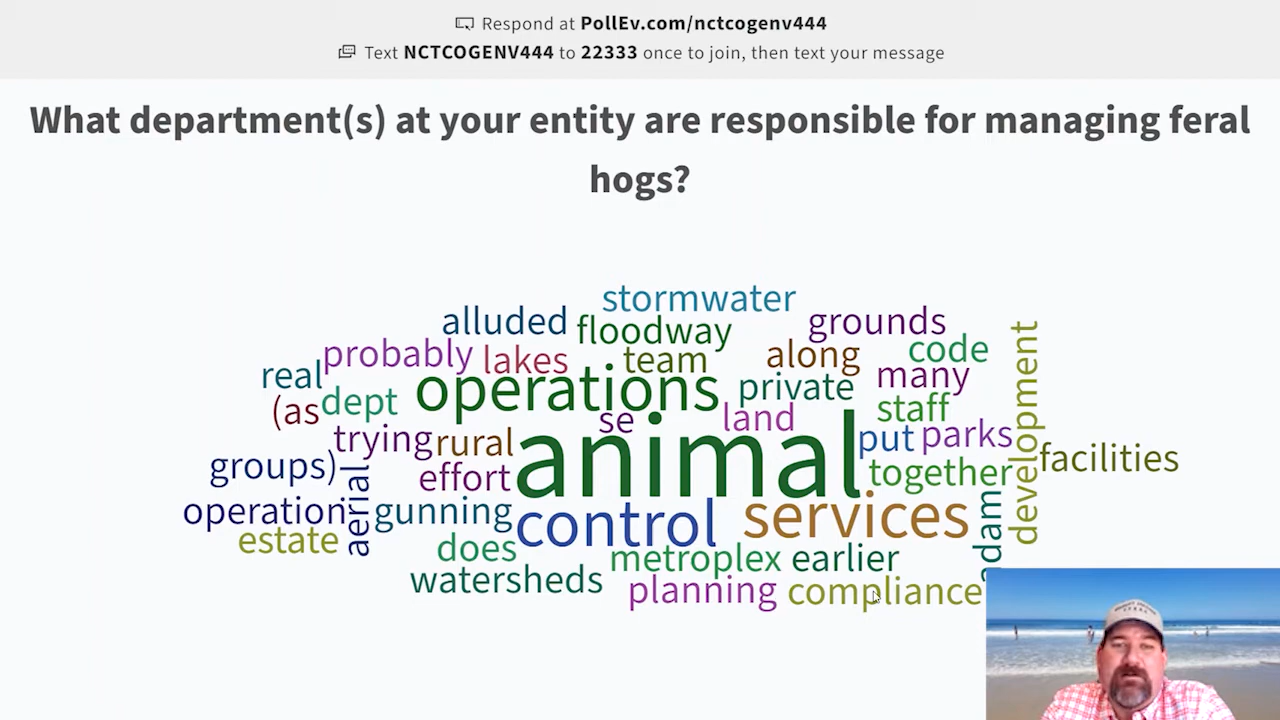 Respond at PollEv.com/nctcogenv444
Text NCTCOGENV444 to 22333 once to join, then text your message
What department(s) at your entity are responsible for managing feral
hogs?
stormwater
alluded floodway grounds
probably lakes team along code
real operations private many
(as dept se land staff development
trying rural animal put parks
groups) effort together facilities
operation aerial gunning control services adam
estate does metroplex earlier
watersheds planning compliance